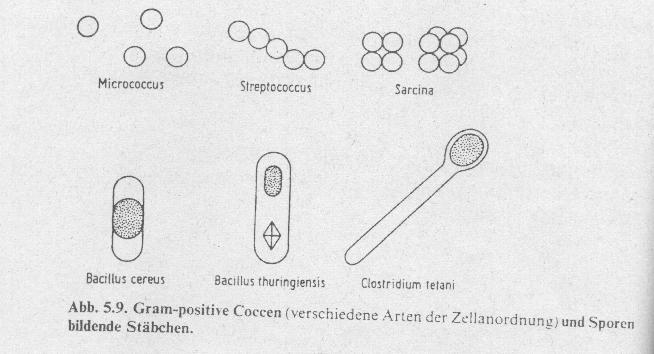 Micrococcus
Streptococcus
Sarcina
Bacillus cereus
Bacillus thuringiensis
Clostridium tetani
Abb. 5.9. Gram-positive Coccen (verschiedene Arten der Zellanordnung) und Sporen
bildende Stäbchen.